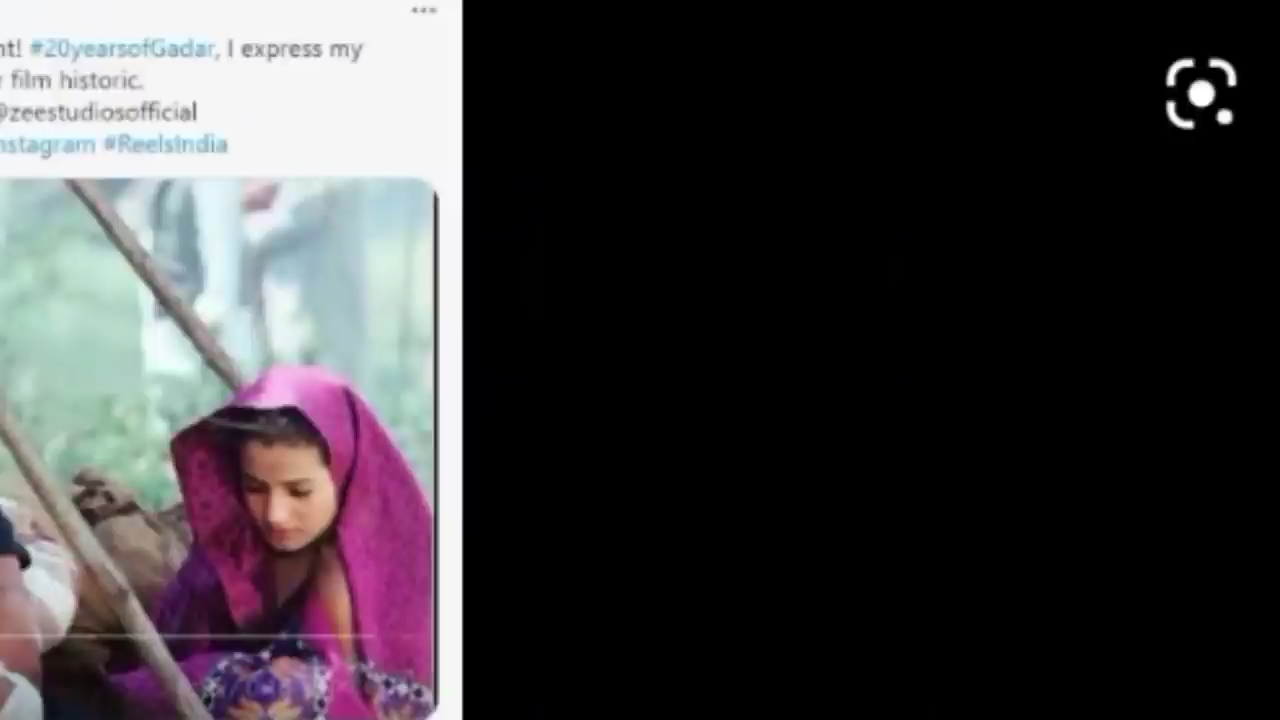 nt! #20yearsofGadar, I express my
r film historic.
@zeestudiosofficial
nstagram #ReelsIndia